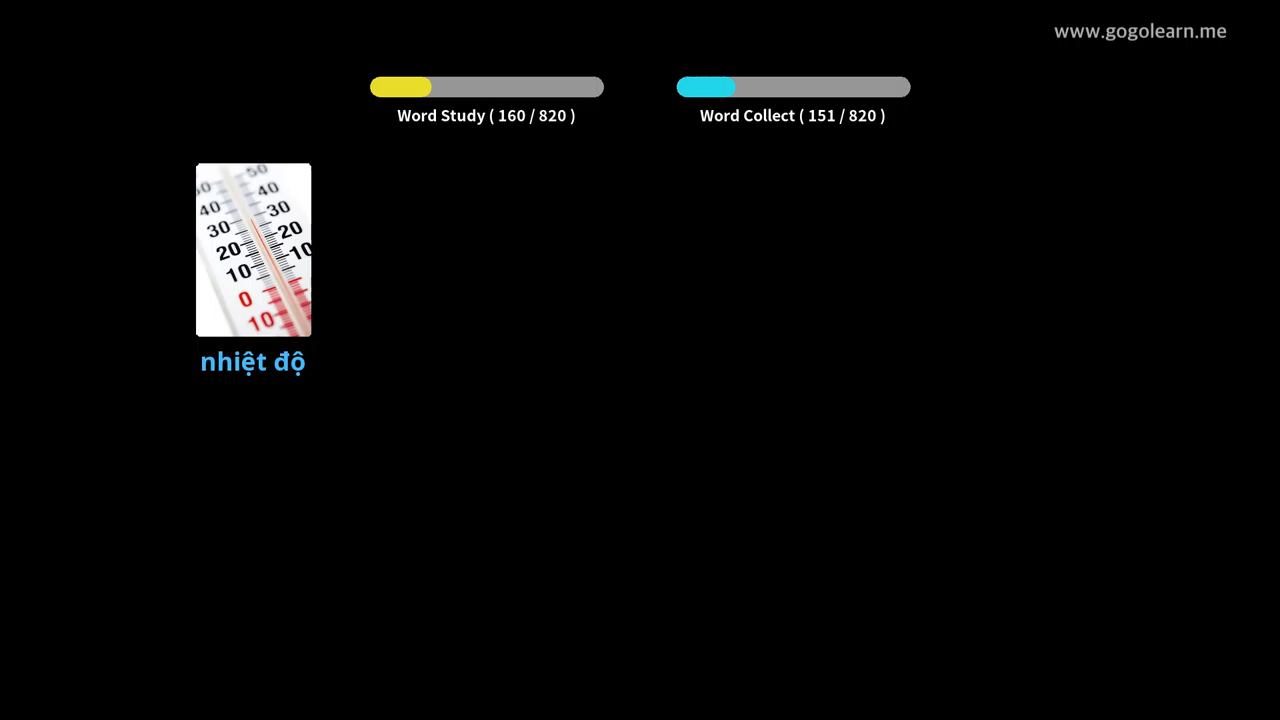 www.gogolearn.me
Word Study ( 160 / 820 )
Word Collect ( 151 / 820 )
50
40 40
30 30
20 20
10 10
0
10
nhiệt độ